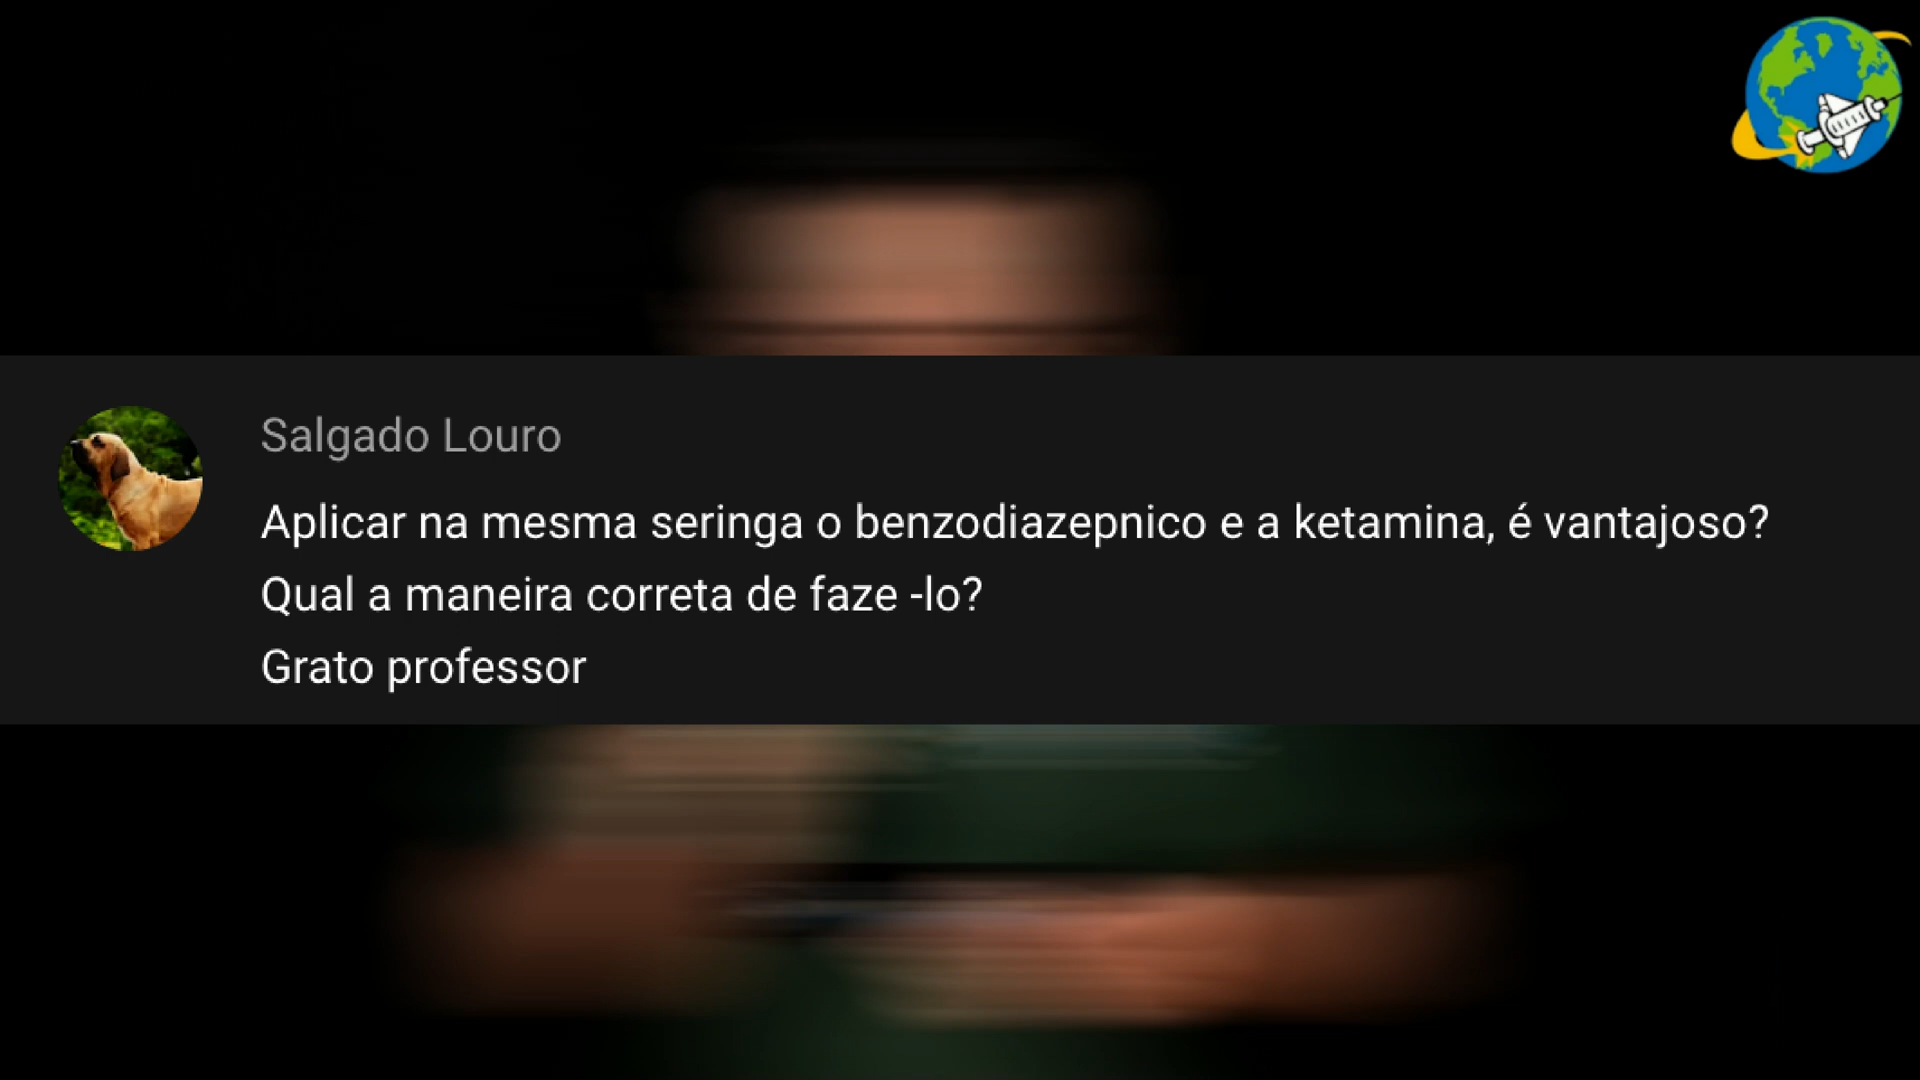 Salgado Louro
Aplicar na mesma seringa o benzodiazepnico e a ketamina, é vantajoso?
Qual a maneira correta de faze -lo?
Grato professor